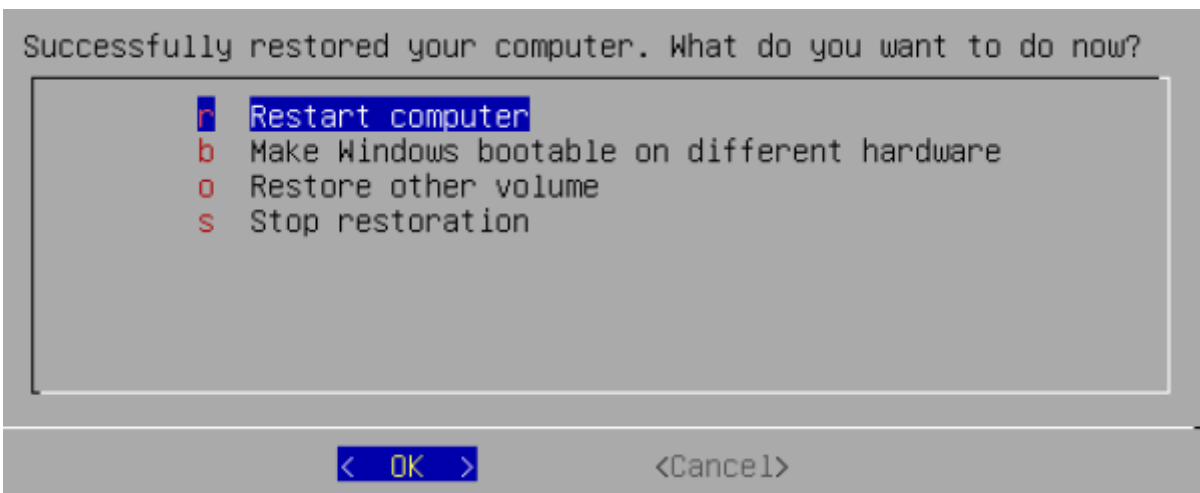 Successfully restored your computer. What do you want to do now?
r Restart computer
b Make Windows bootable on different hardware
o Restore other volume
s Stop restoration
< OK > <Cancel>